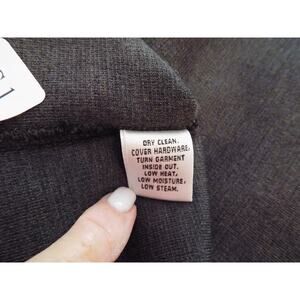 DRY CLEAN.
COVER HARDWARE.
TURN GARMENT
INSIDE OUT.
LOW HEAT,
LOW MOISTURE,
LOW STEAM.